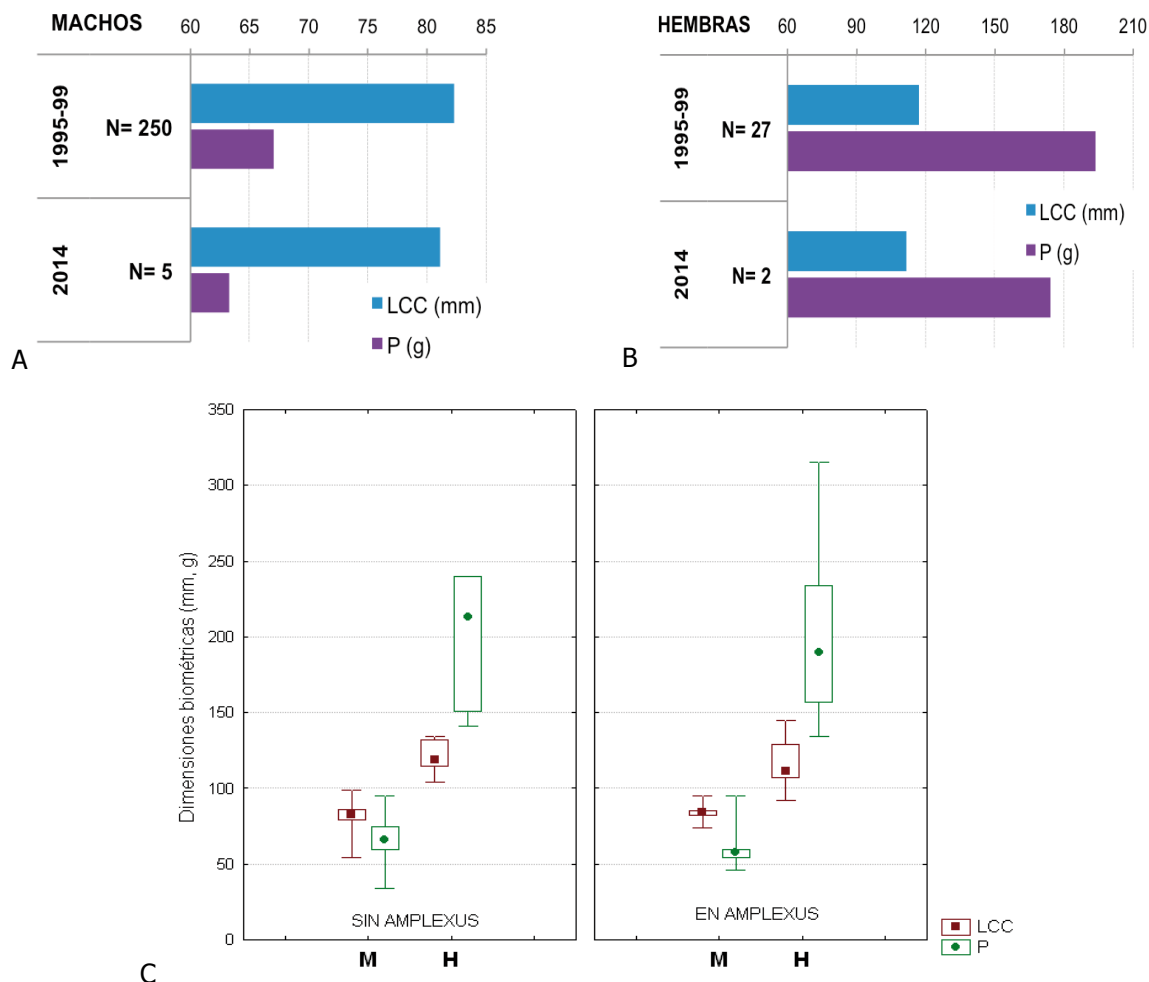 MACHOS
60 65 70 75 80 85
1995-99
N= 250
2014
N= 5
LCC (mm)
P (g)
A
HEMBRAS
60 90 120 150 180 210
1995-99
N= 27
2014
N= 2
LCC (mm)
P (g)
B
Dimensiones biométricas (mm, g)
350
300
250
200
150
100
50
0
SIN AMPLEXUS
EN AMPLEXUS
M H
M H
LCC
P
C